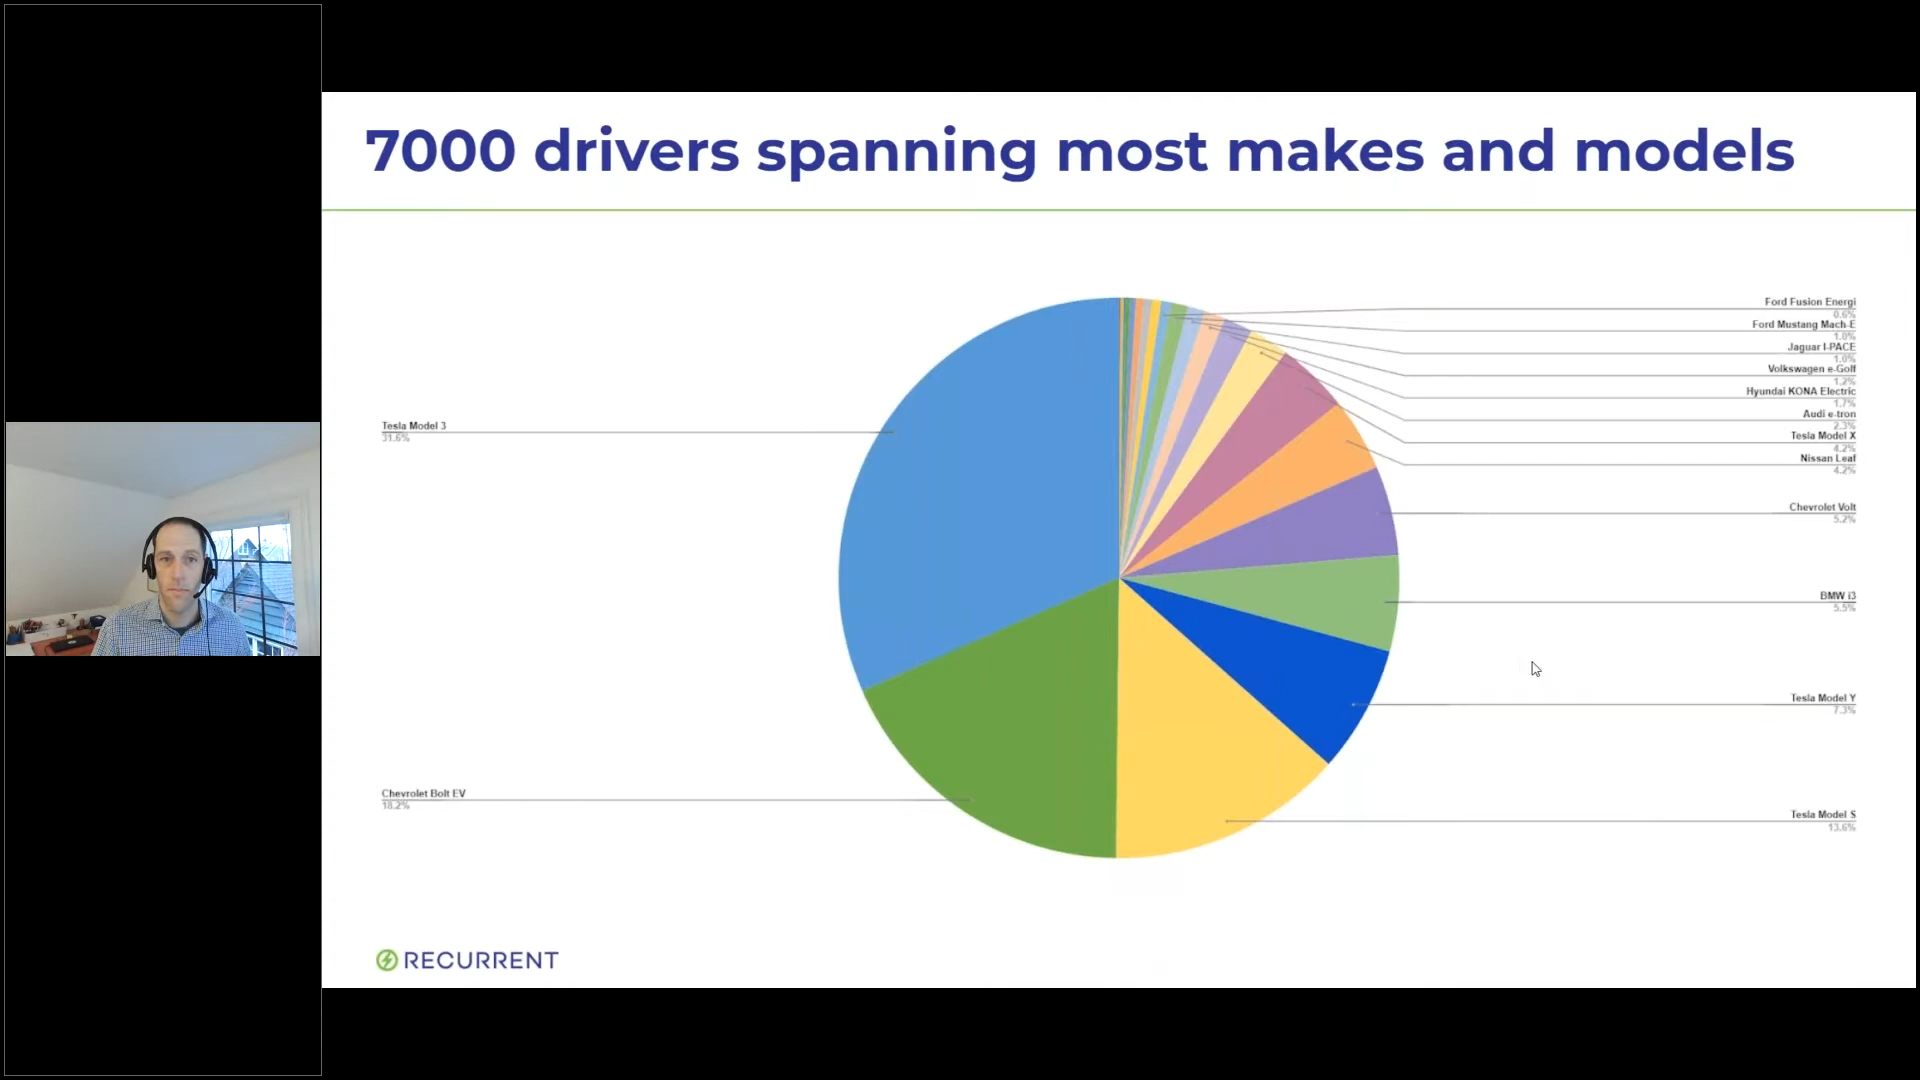 7000 drivers spanning most makes and models
Tesla Model 3
31.6%
Chevrolet Bolt EV
18.2%
Ford Fusion Energi
0.6%
Ford Mustang Mach-E
1.0%
Jaguar I-PACE
1.0%
Volkswagen e-Golf
1.2%
Hyundai KONA Electric
1.7%
Audi e-tron
2.3%
Tesla Model X
4.2%
Nissan Leaf
4.2%
Chevrolet Volt
5.2%
BMW i3
5.5%
Tesla Model Y
7.3%
Tesla Model S
13.6%
RECURRENT